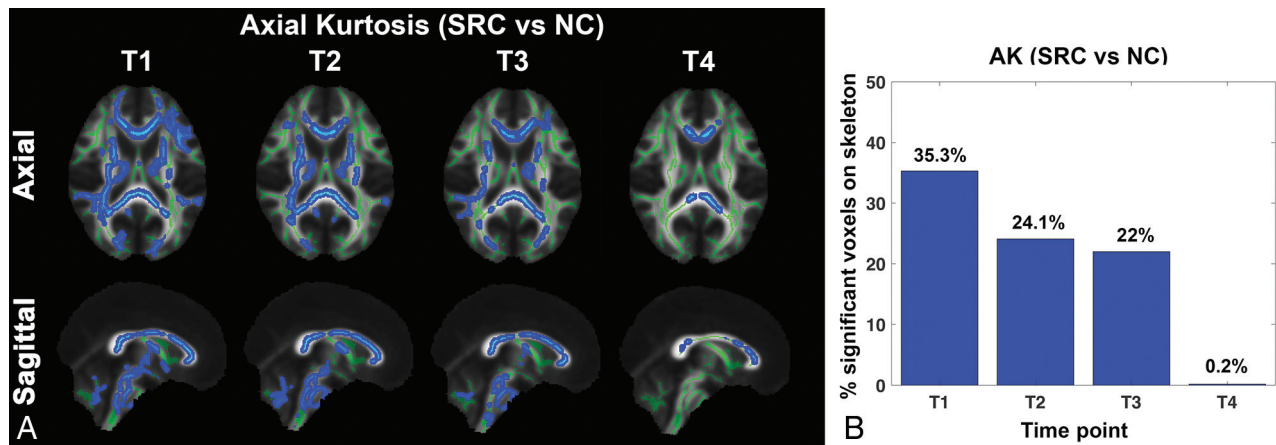 Axial Kurtosis (SRC vs NC)
T1 T2 T3 T4
Axial
Sagittal
A
AK (SRC vs NC)
% significant voxels on skeleton
50
40
30
20
10
0
35.3%
24.1%
22%
0.2%
T1 T2 T3 T4
Time point
B